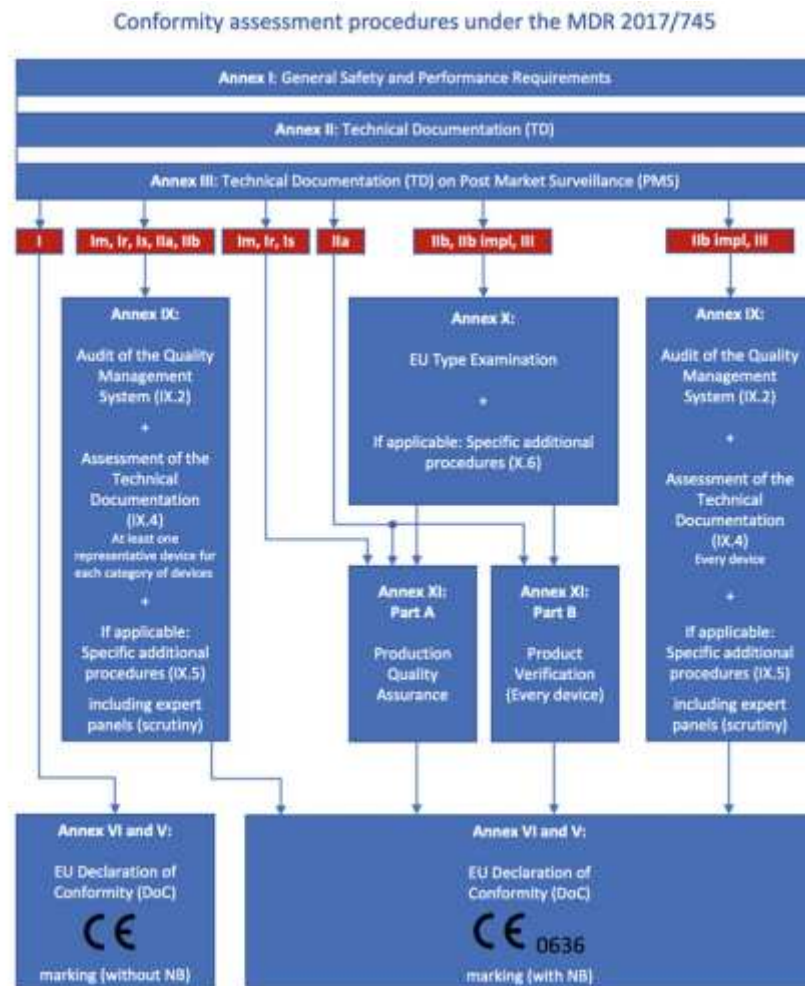 Conformity assessment procedures under the MDR 2017/745
Annex I: General Safety and Performance Requirements
Annex II: Technical Documentation (TD)
Annex III: Technical Documentation (TD) on Post Market Surveillance (PMS)
I
Im, Ir, Is, IIa, IIb
Im, Ir, Is
IIa
IIb, IIb impl, III
IIb impl, III
Annex IX:
Audit of the Quality
Management
System (IX.2)
+
Assessment of the
Technical
Documentation
(IX.4)
At least one
representative device for
each category of devices
+
If applicable:
Specific additional
procedures (IX.5)
including expert
panels (scrutiny)
Annex X:
EU Type Examination
+
If applicable: Specific additional
procedures (X.6)
Annex XI:
Part A
Production
Quality
Assurance
Annex XI:
Part B
Product
Verification
(Every device)
Annex IX:
Audit of the Quality
Management
System (IX.2)
+
Assessment of the
Technical
Documentation
(IX.4)
Every device
+
If applicable:
Specific additional
procedures (IX.5)
including expert
panels (scrutiny)
Annex VI and V:
EU Declaration of
Conformity (DoC)
CE
marking (without NB)
Annex VI and V:
EU Declaration of
Conformity (DoC)
CE 0636
marking (with NB)